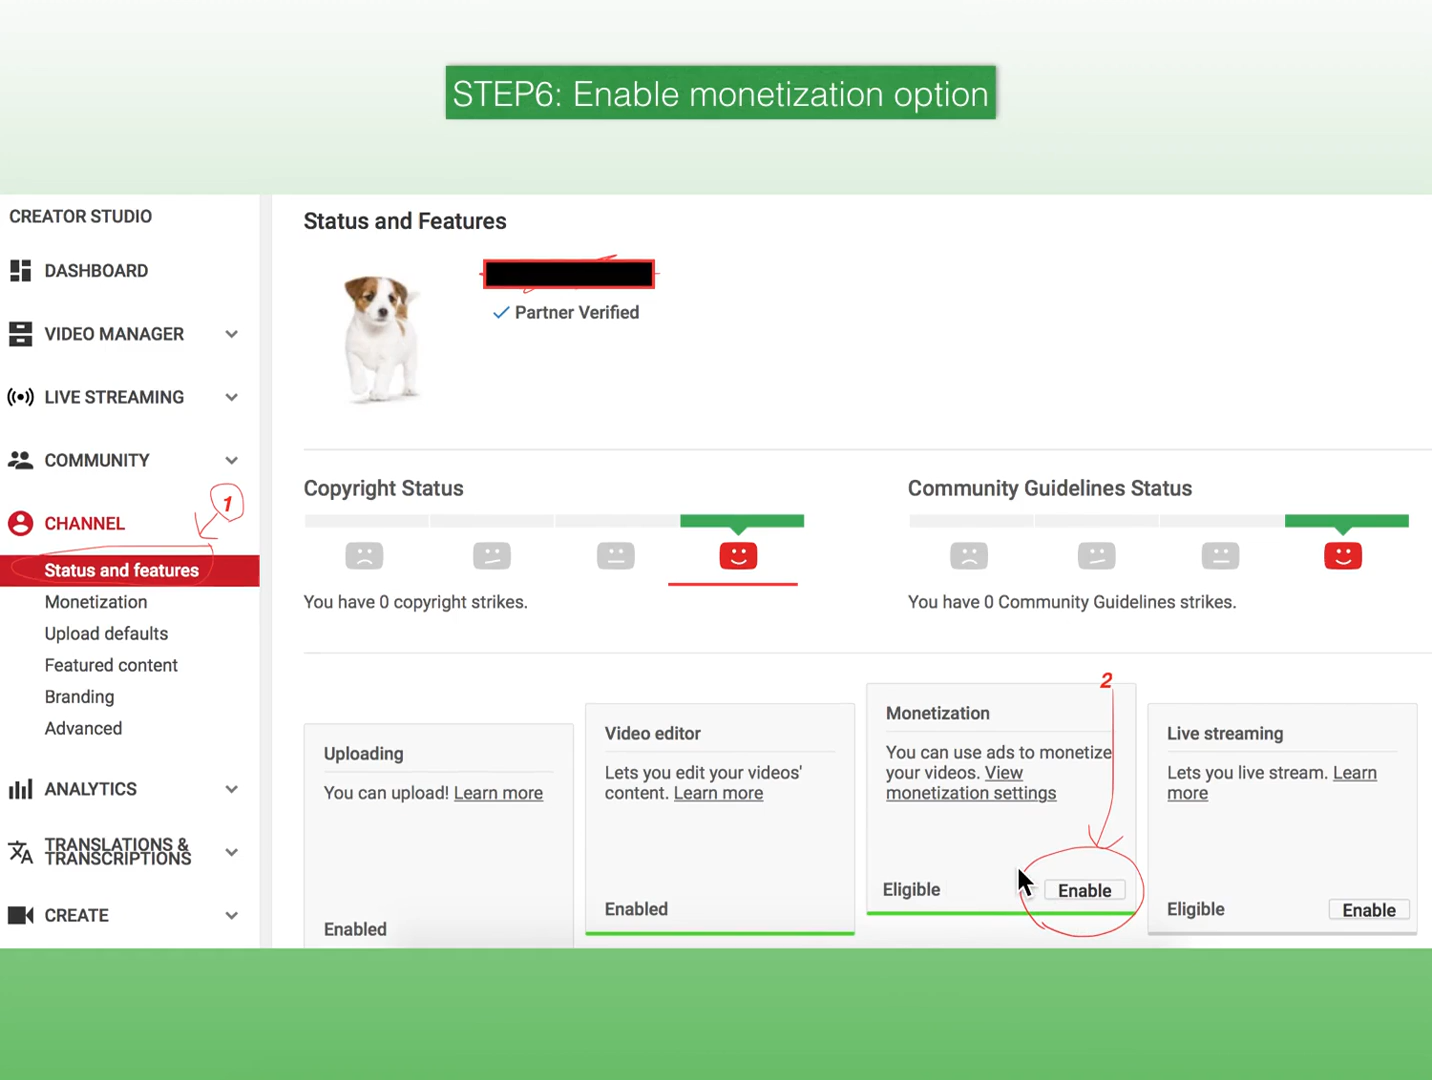 STEP6: Enable monetization option
CREATOR STUDIO
DASHBOARD
VIDEO MANAGER
LIVE STREAMING
COMMUNITY
1
CHANNEL
Status and features
Monetization
Upload defaults
Featured content
Branding
Advanced
ANALYTICS
TRANSLATIONS &
TRANSCRIPTIONS
CREATE
Status and Features
Partner Verified
Copyright Status
You have 0 copyright strikes.
Community Guidelines Status
You have 0 Community Guidelines strikes.
Uploading
You can upload! Learn more
Enabled
Video editor
Lets you edit your videos'
content. Learn more
Enabled
2
Monetization
You can use ads to monetize
your videos. View
monetization settings
Eligible
Enable
Live streaming
Lets you live stream. Learn
more
Eligible
Enable